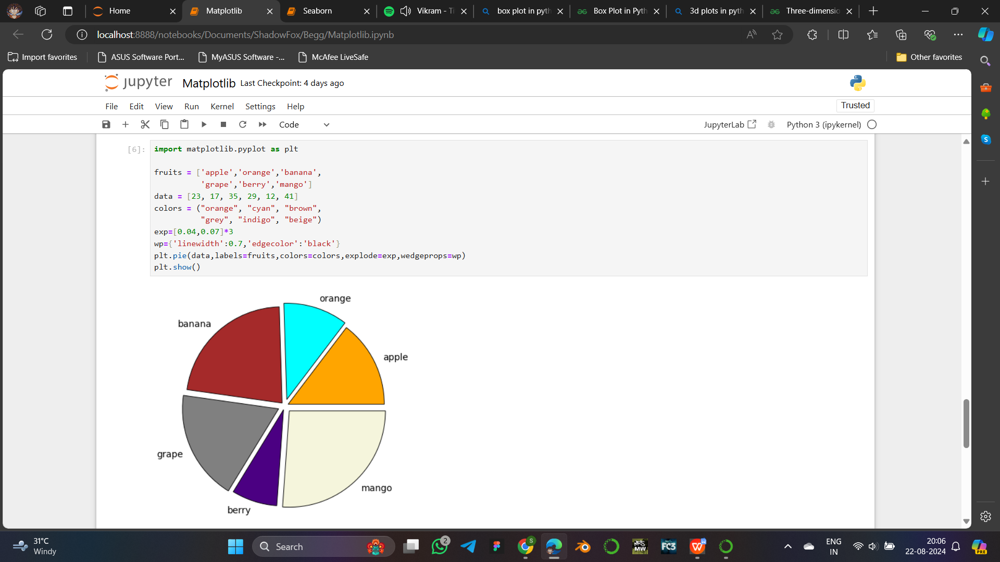 Home
Matplotlib
Seaborn
Vikram - Ti
box plot in pyth
Box Plot in Pyth
3d plots in pyth
Three-dimensio
localhost:8888/notebooks/Documents/ShadowFox/Begg/Matplotlib.ipynb
Import favorites
ASUS Software Port...
MyASUS Software -...
McAfee LiveSafe
Other favorites
jupyter
Matplotlib
Last Checkpoint: 4 days ago
File
Edit
View
Run
Kernel
Settings
Help
Trusted
Code
JupyterLab
Python 3 (ipykernel)
[6]:
import matplotlib.pyplot as plt
fruits = ['apple','orange','banana',
'grape','berry','mango']
data = [23, 17, 35, 29, 12, 41]
colors = ("orange", "cyan", "brown",
"grey", "indigo", "beige")
exp=[0.04,0.07]*3
wp={'linewidth':0.7,'edgecolor':'black'}
plt.pie(data,labels=fruits,colors=colors,explode=exp,wedgeprops=wp)
plt.show()
orange
banana
apple
grape
mango
berry
31°C
Windy
Search
2
S
MW
FC3
W
ENG
IN
20:06
22-08-2024
PRE